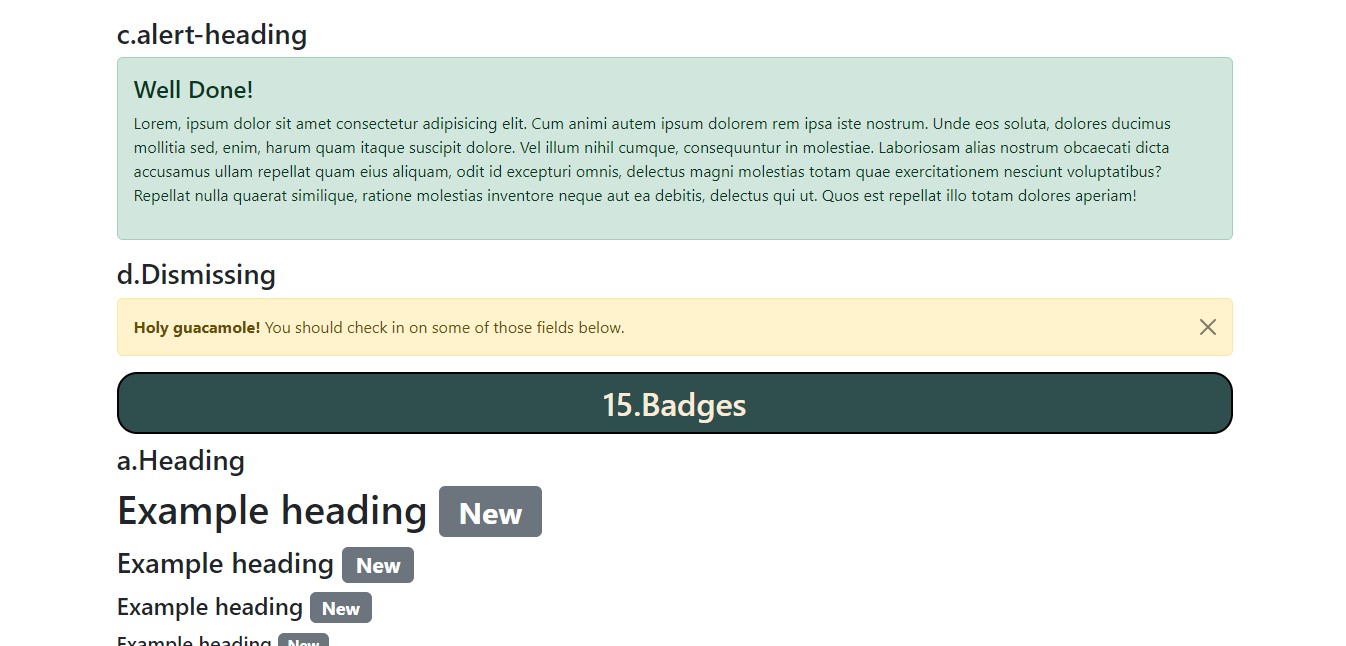 c.alert-heading
Well Done!
Lorem, ipsum dolor sit amet consectetur adipisicing elit. Cum animi autem ipsum dolorem rem ipsa iste nostrum. Unde eos soluta, dolores ducimus
mollitia sed, enim, harum quam itaque suscipit dolore. Vel illum nihil cumque, consequuntur in molestiae. Laboriosam alias nostrum obcaecati dicta
accusamus ullam repellat quam eius aliquam, odit id excepturi omnis, delectus magni molestias totam quae exercitationem nesciunt voluptatibus?
Repellat nulla quaerat similique, ratione molestias inventore neque aut ea debitis, delectus qui ut. Quos est repellat illo totam dolores aperiam!
d.Dismissing
Holy guacamole! You should check in on some of those fields below.
15.Badges
a.Heading
Example heading New
Example heading New
Example heading New
Example heading New